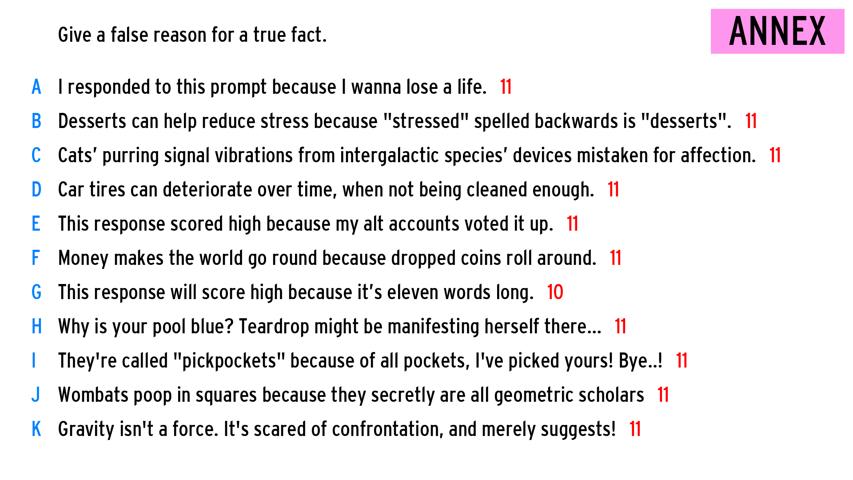 Give a false reason for a true fact.
ANNEX
A I responded to this prompt because I wanna lose a life. 11
B Desserts can help reduce stress because "stressed" spelled backwards is "desserts". 11
C Cats’ purring signal vibrations from intergalactic species’ devices mistaken for affection. 11
D Car tires can deteriorate over time, when not being cleaned enough. 11
E This response scored high because my alt accounts voted it up. 11
F Money makes the world go round because dropped coins roll around. 11
G This response will score high because it’s eleven words long. 10
H Why is your pool blue? Teardrop might be manifesting herself there... 11
I They're called "pickpockets" because of all pockets, I've picked yours! Bye..! 11
J Wombats poop in squares because they secretly are all geometric scholars 11
K Gravity isn't a force. It's scared of confrontation, and merely suggests! 11